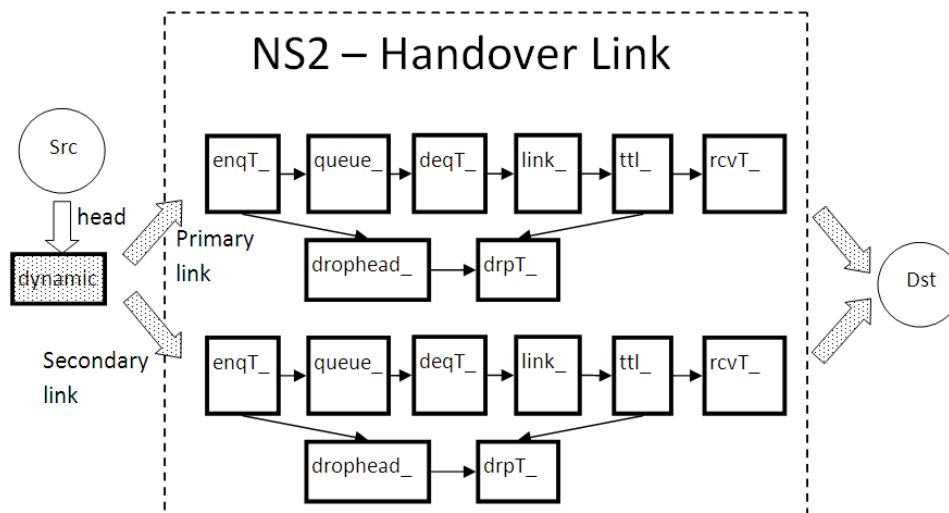 NS2 – Handover Link
Src
head
dynamic
Primary
link
enqT_
queue_
deqT_
link_
ttl_
rcvT_
drophead_
drpT_
Dst
Secondary
link
enqT_
queue_
deqT_
link_
ttl_
rcvT_
drophead_
drpT_